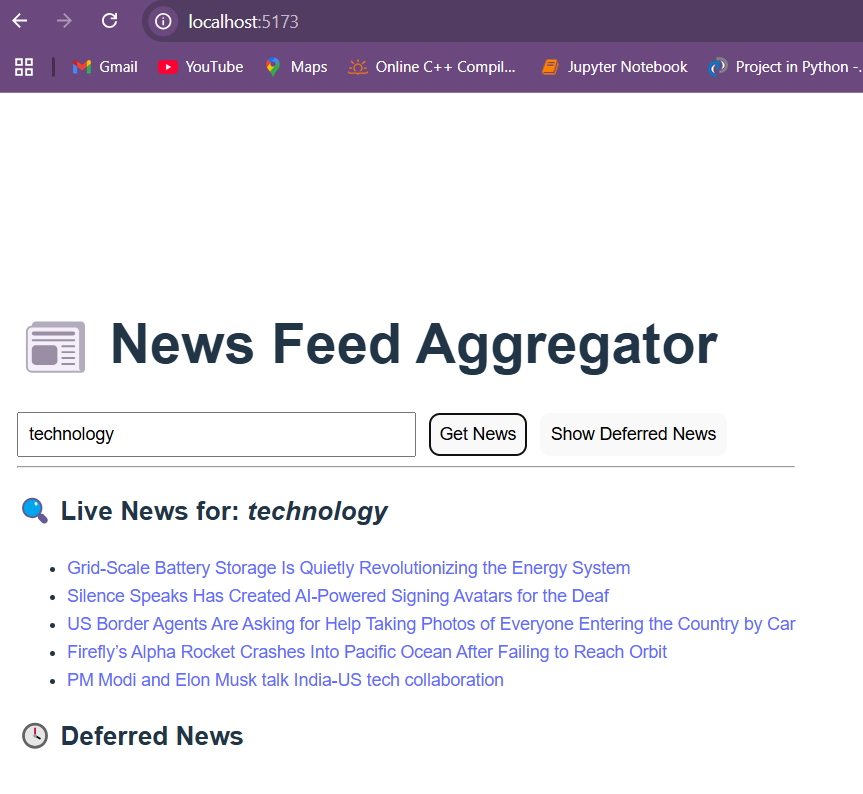 localhost:5173
Gmail YouTube Maps Online C++ Compil... Jupyter Notebook Project in Python -.
News Feed Aggregator
technology Get News Show Deferred News
Live News for: technology
Grid-Scale Battery Storage Is Quietly Revolutionizing the Energy System
Silence Speaks Has Created AI-Powered Signing Avatars for the Deaf
US Border Agents Are Asking for Help Taking Photos of Everyone Entering the Country by Car
Firefly’s Alpha Rocket Crashes Into Pacific Ocean After Failing to Reach Orbit
PM Modi and Elon Musk talk India-US tech collaboration
Deferred News